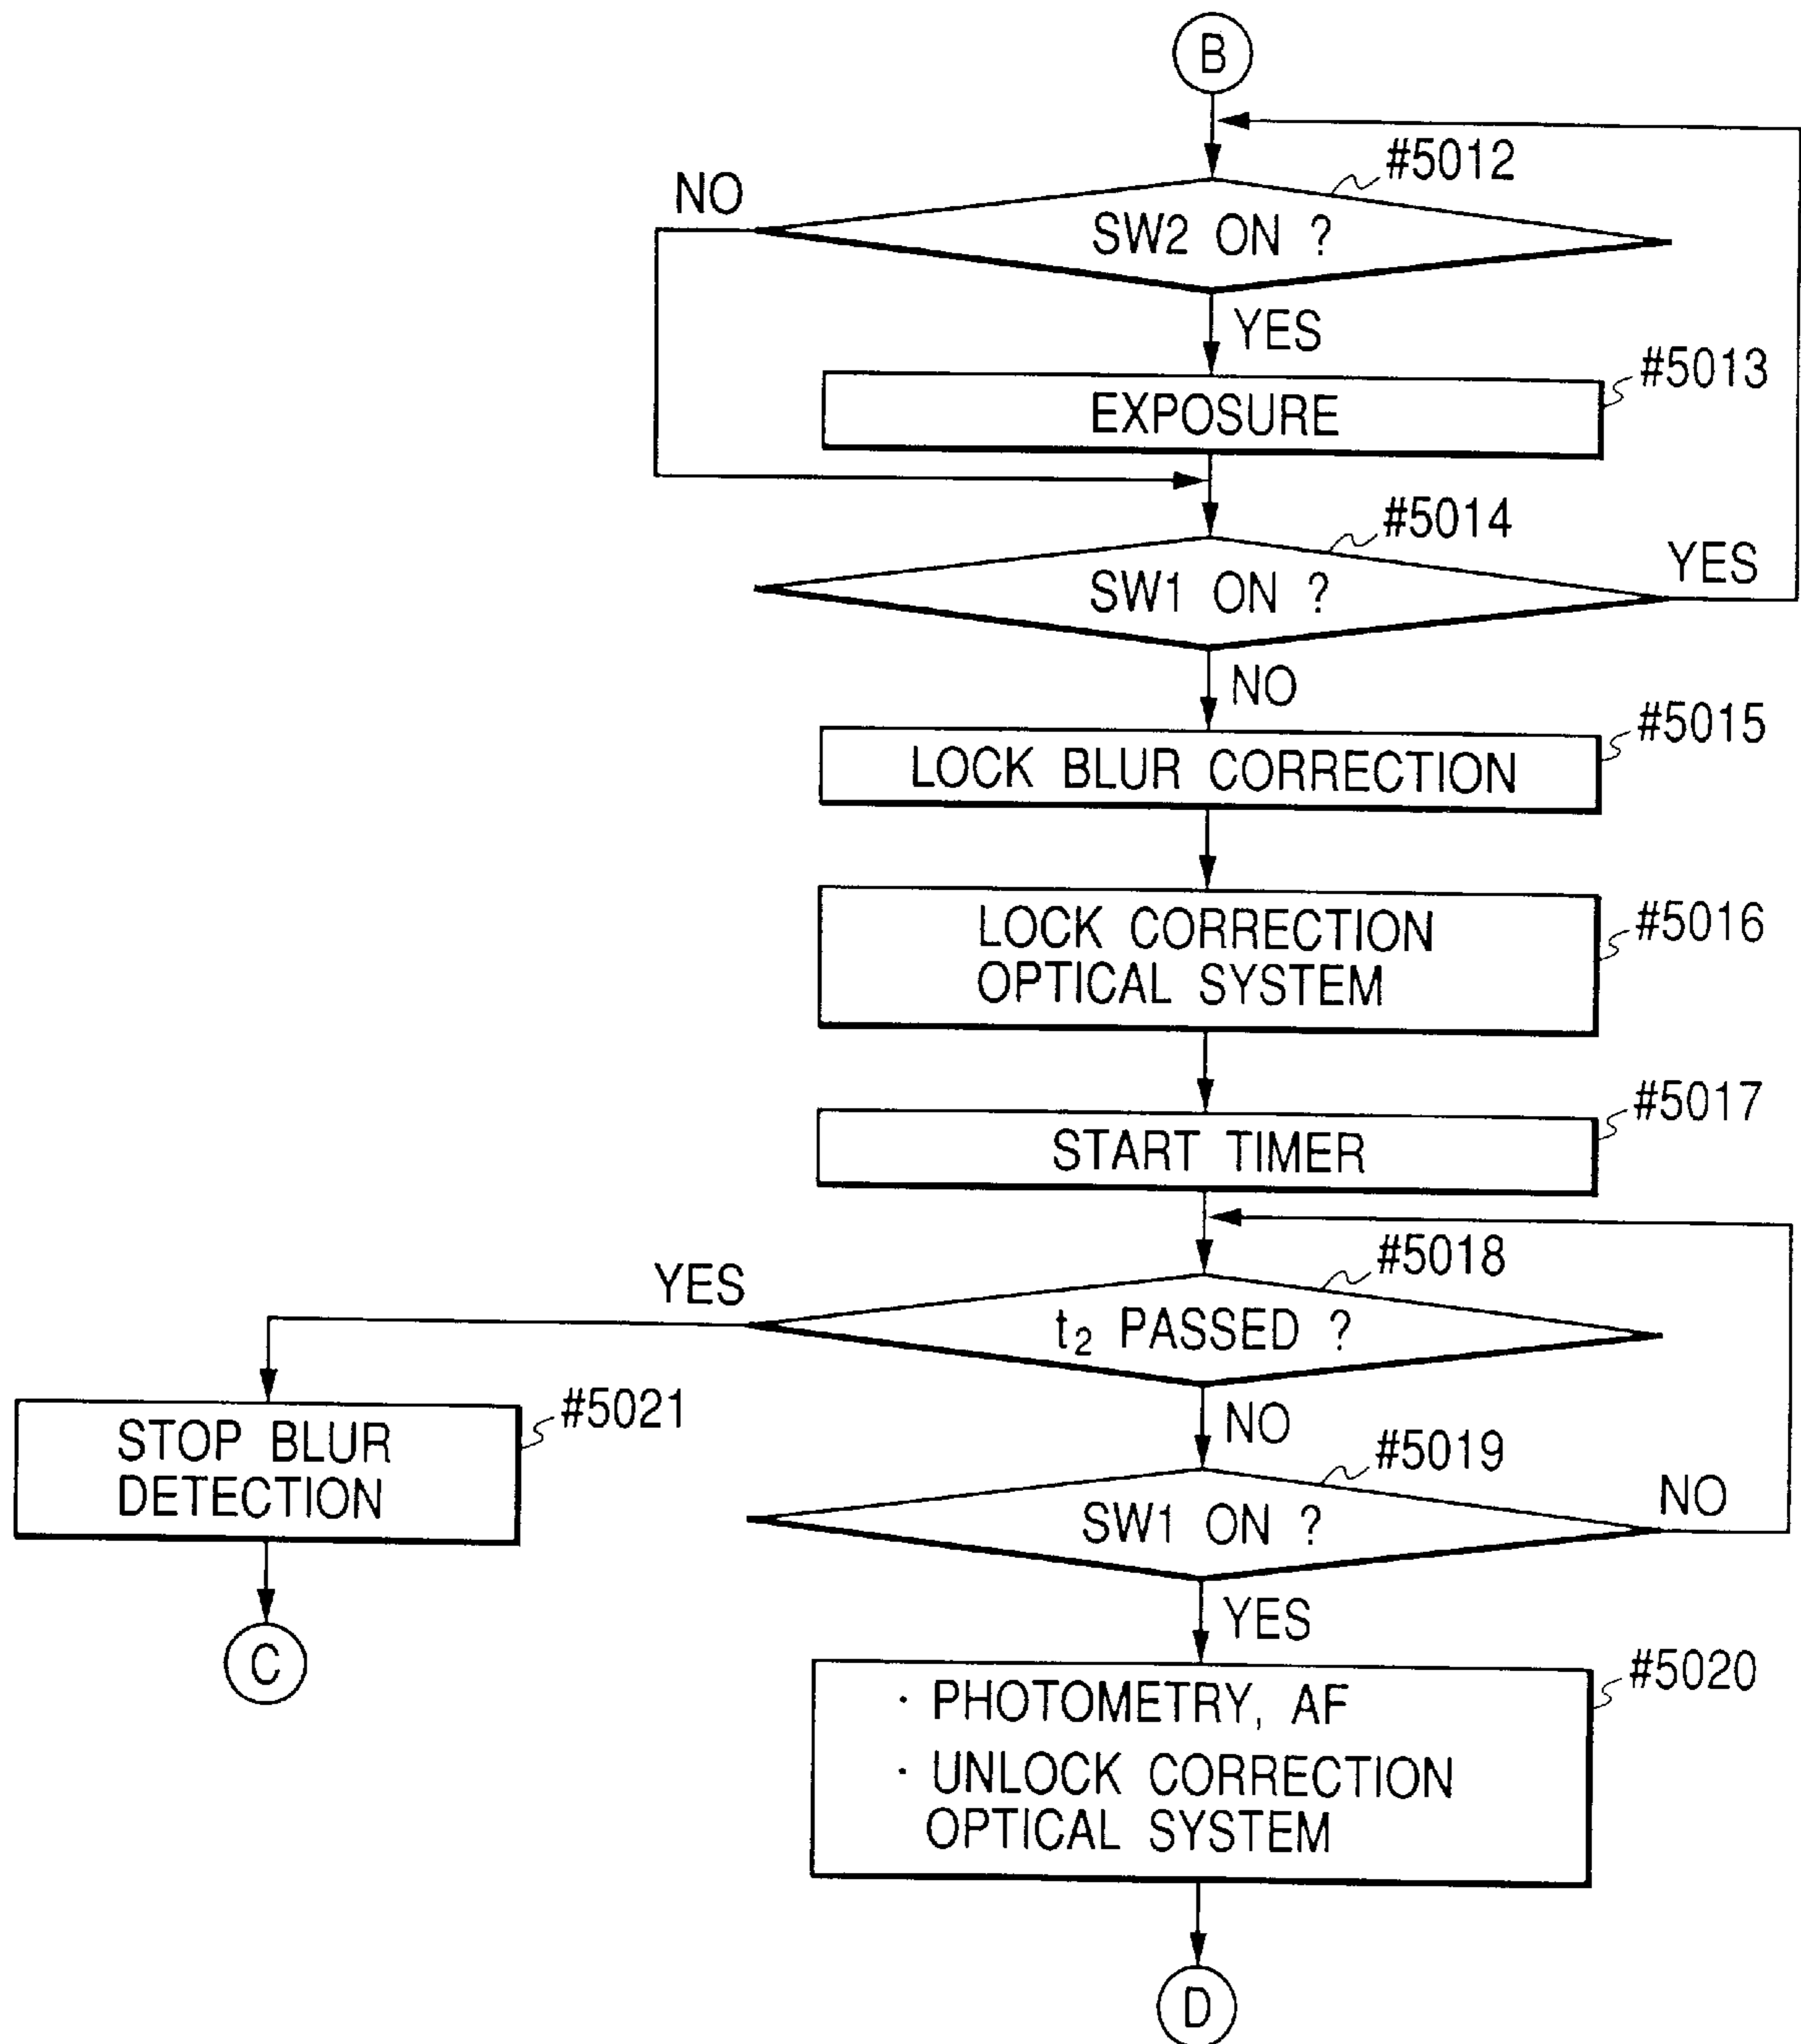 B
#5012
NO
SW2 ON ?
YES
#5013
EXPOSURE
#5014
SW1 ON ?
YES
NO
#5015
LOCK BLUR CORRECTION
#5016
LOCK CORRECTION
OPTICAL SYSTEM
#5017
START TIMER
#5018
YES
t₂ PASSED ?
#5021
STOP BLUR
DETECTION
NO
#5019
SW1 ON ?
NO
C
YES
#5020
· PHOTOMETRY, AF
· UNLOCK CORRECTION
OPTICAL SYSTEM
D